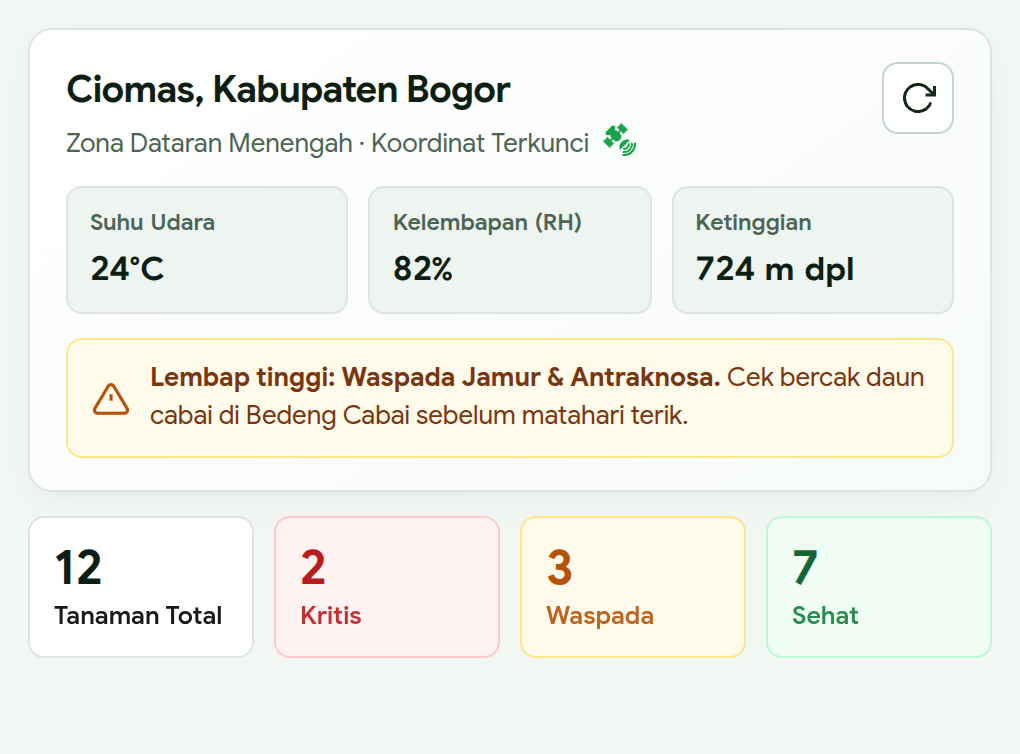 Ciomas, Kabupaten Bogor
Zona Dataran Menengah · Koordinat Terkunci
Suhu Udara
24°C
Kelembapan (RH)
82%
Ketinggian
724 m dpl
Lembap tinggi: Waspada Jamur & Antraknosa. Cek bercak daun
cabai di Bedeng Cabai sebelum matahari terik.
12
Tanaman Total
2
Kritis
3
Waspada
7
Sehat